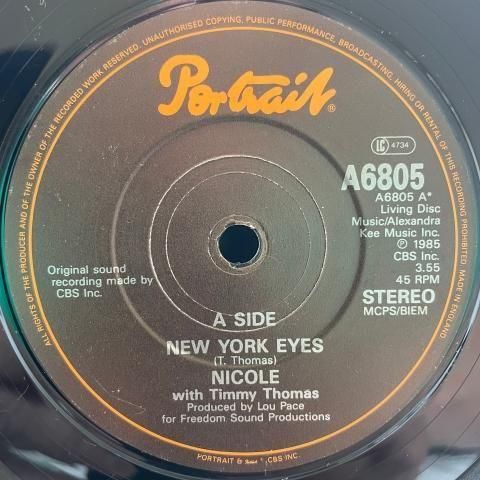 ALL RIGHTS OF THE PRODUCER AND OF THE OWNER OF THE RECORDED WORK RESERVED. UNAUTHORISED COPYING, PUBLIC PERFORMANCE, BROADCASTING, HIRING OR RENTAL OF THIS RECORDING PROHIBITED. MADE IN ENGLAND
Portrait®
LC 4734
A6805
A6805 A*
Living Disc
Music/Alexandra
Kee Music Inc.
℗ 1985
CBS Inc.
3.55
45 RPM
STEREO
MCPS/BIEM
Original sound
recording made by
CBS Inc.
A SIDE
NEW YORK EYES
(T. Thomas)
NICOLE
with Timmy Thomas
Produced by Lou Pace
for Freedom Sound Productions
PORTRAIT & CBS INC.